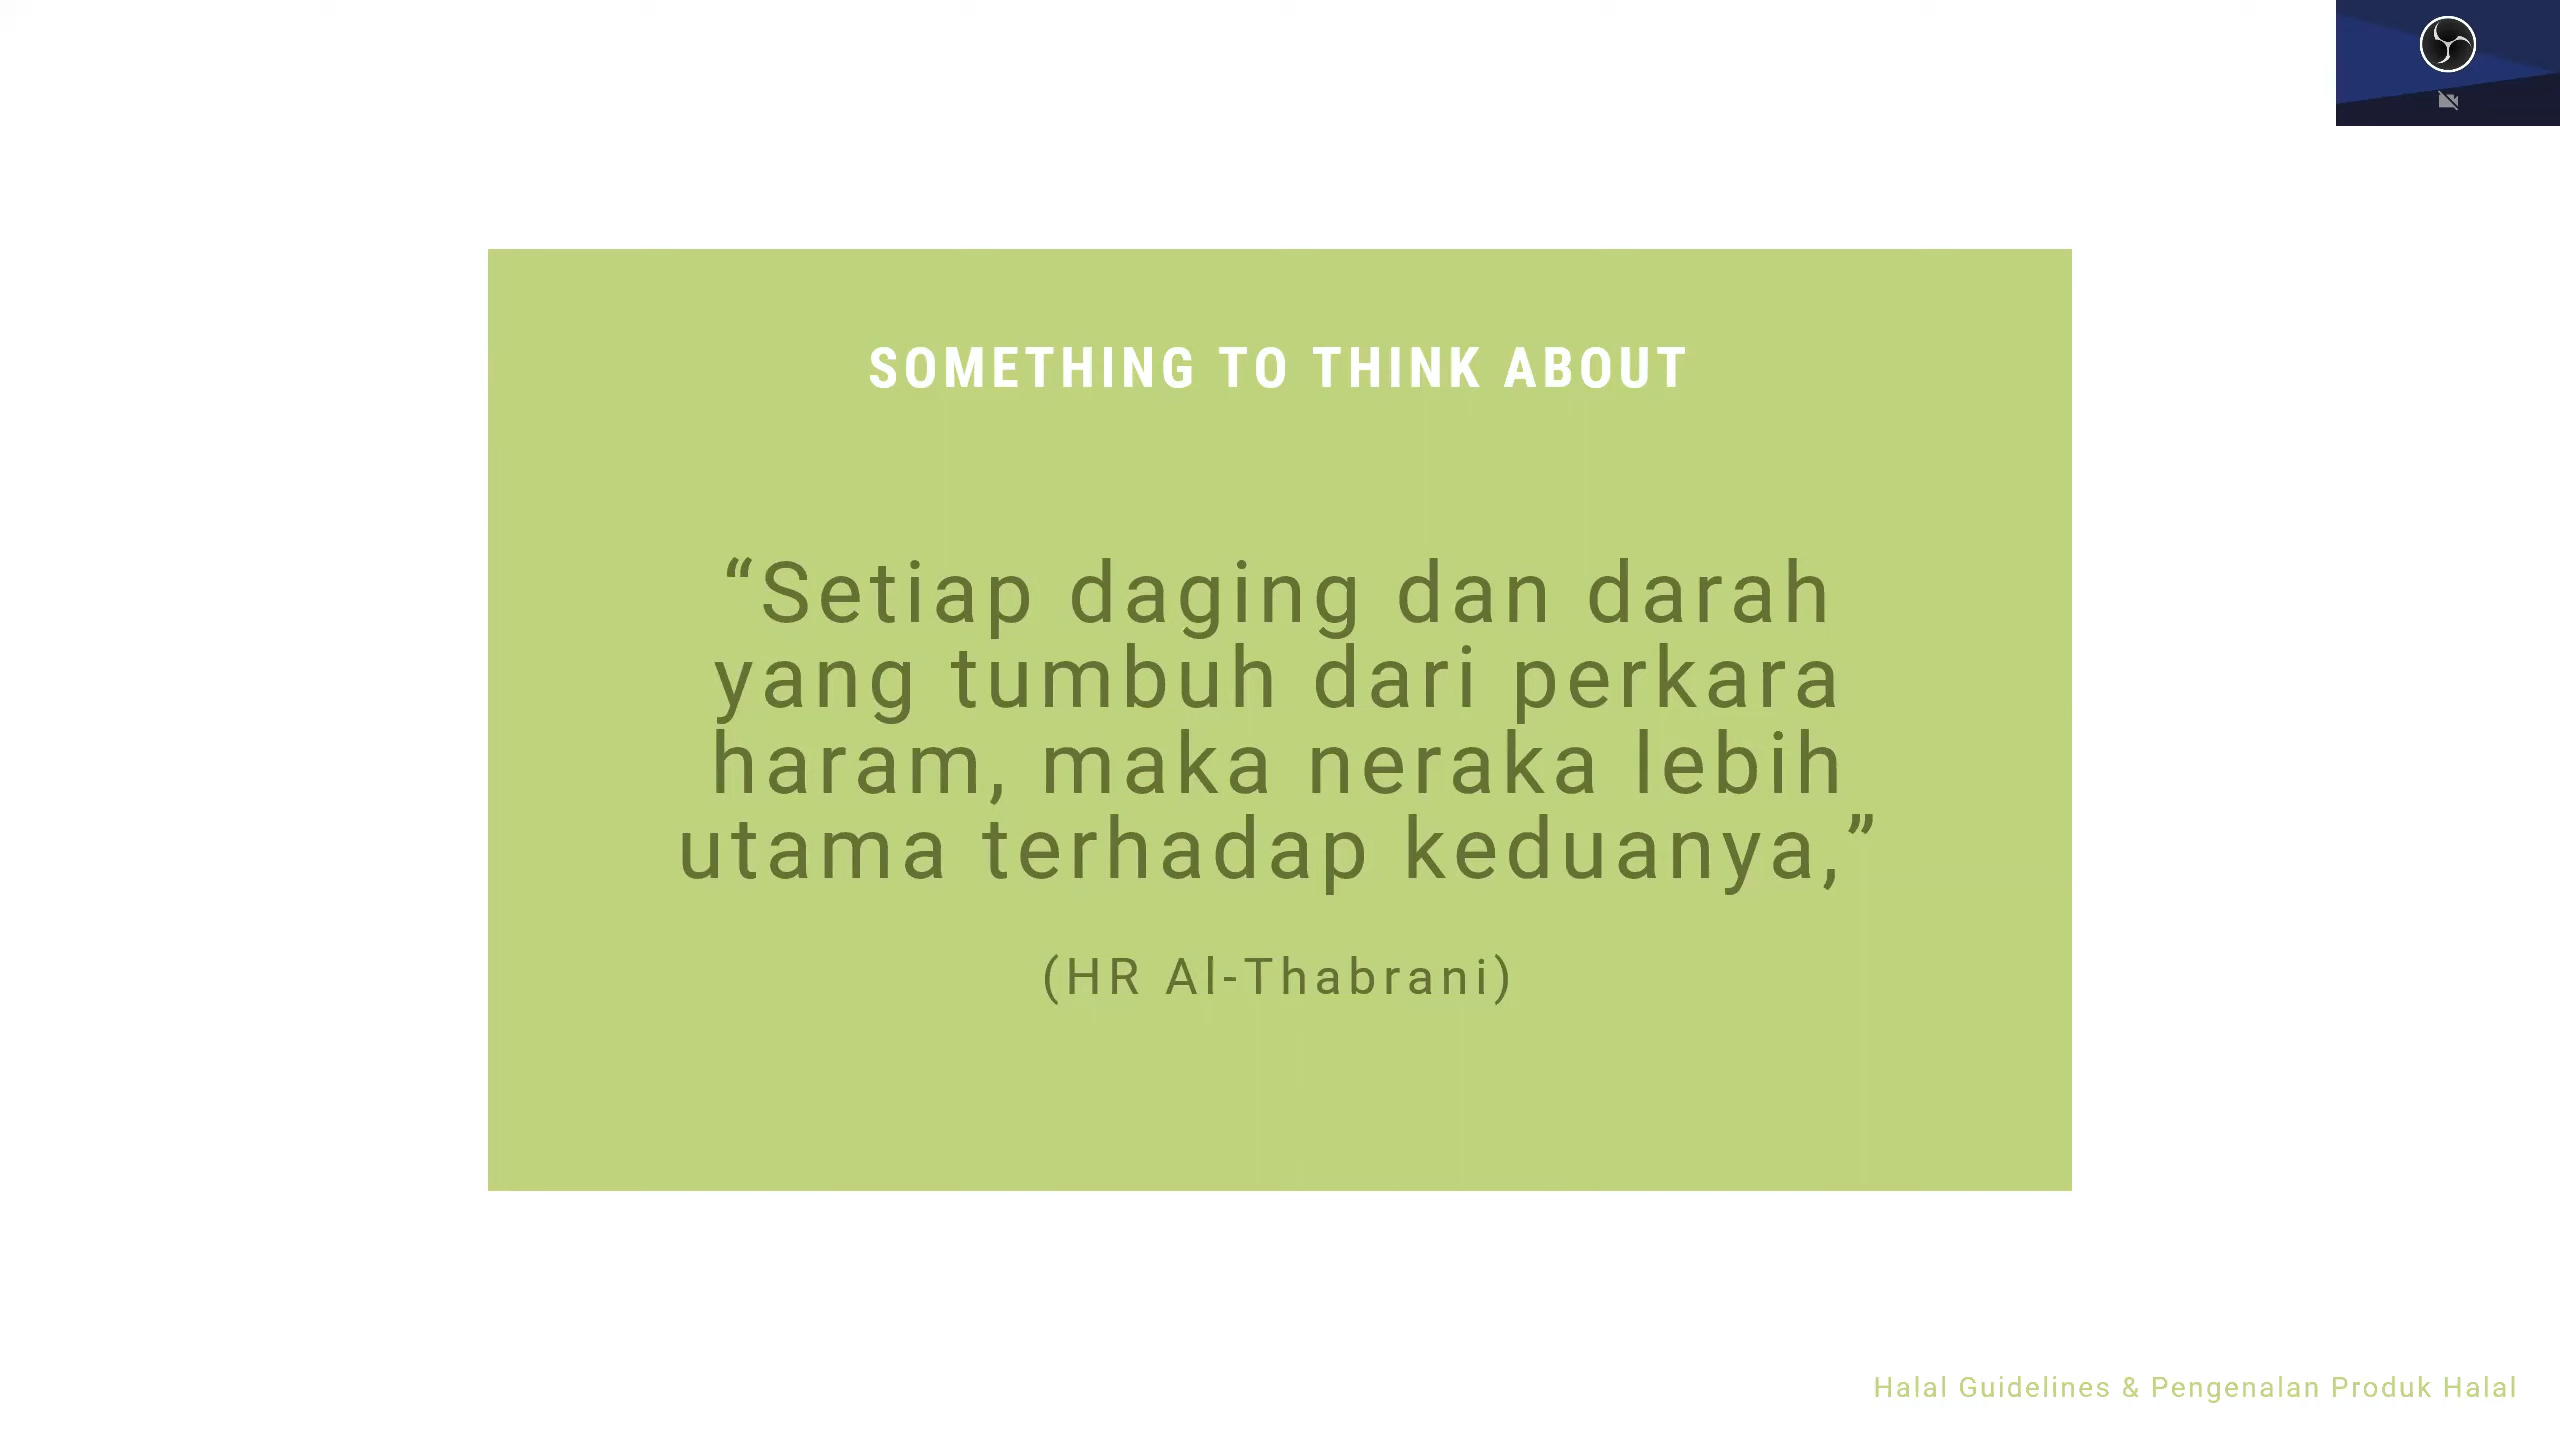 SOMETHING TO THINK ABOUT
“Setiap daging dan darah
yang tumbuh dari perkara
haram, maka neraka lebih
utama terhadap keduanya,”
(HR Al-Thabrani)
Halal Guidelines & Pengenalan Produk Halal